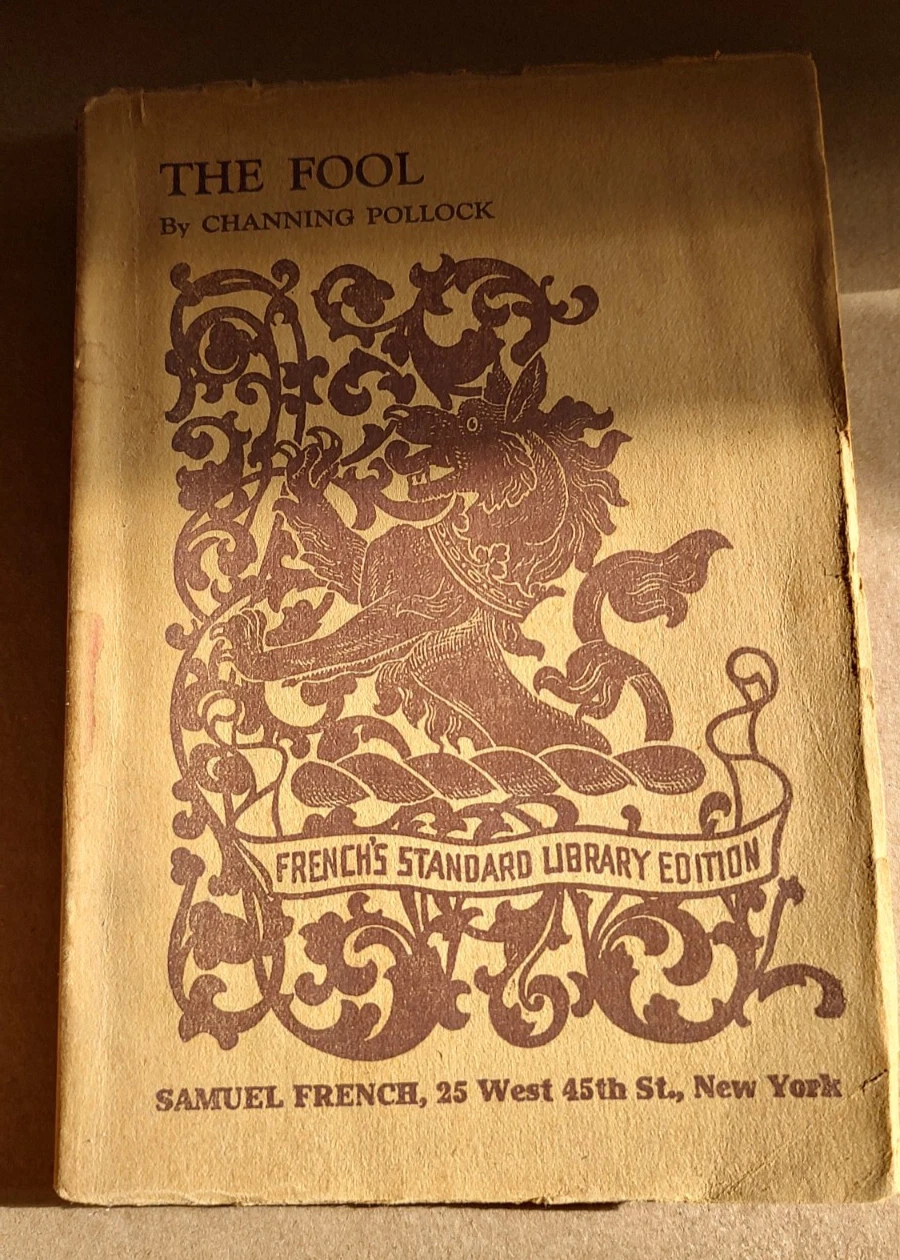 THE FOOL
By CHANNING POLLOCK
FRENCH'S STANDARD LIBRARY EDITION
SAMUEL FRENCH, 25 West 45th St., New York